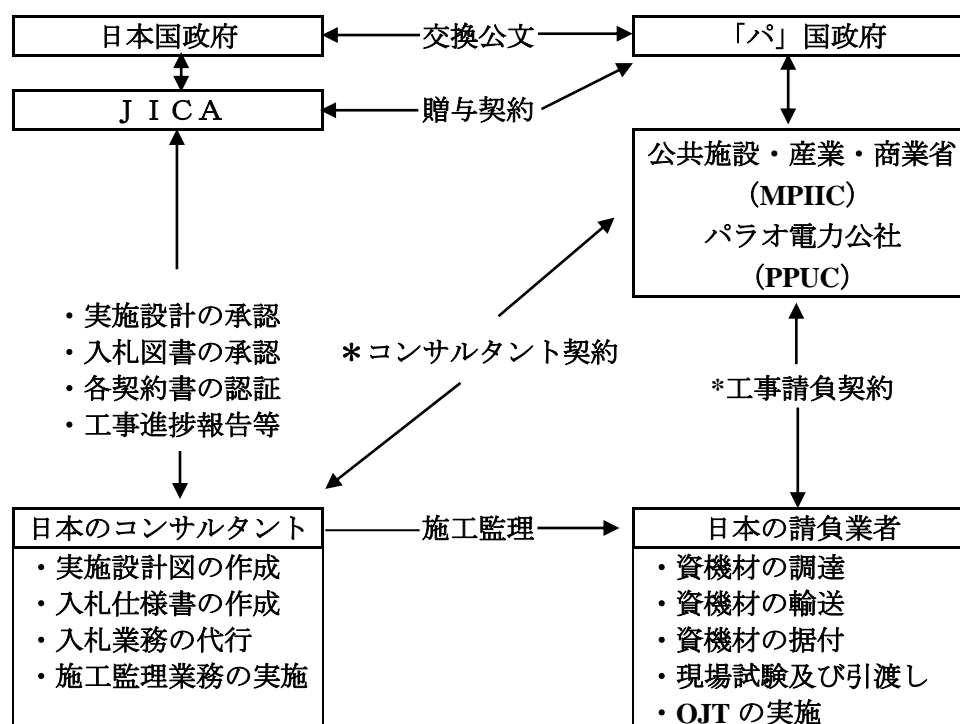 日本国政府
交換公文
「パ」国政府
ＪＩＣＡ
贈与契約
公共施設・産業・商業省
（MPIIC）
パラオ電力公社
（PPUC）
・実施設計の承認
・入札図書の承認
・各契約書の認証
・工事進捗報告等
＊コンサルタント契約
*工事請負契約
日本のコンサルタント
施工監理
日本の請負業者
・実施設計図の作成
・入札仕様書の作成
・入札業務の代行
・施工監理業務の実施
・資機材の調達
・資機材の輸送
・資機材の据付
・現場試験及び引渡し
・OJT の実施